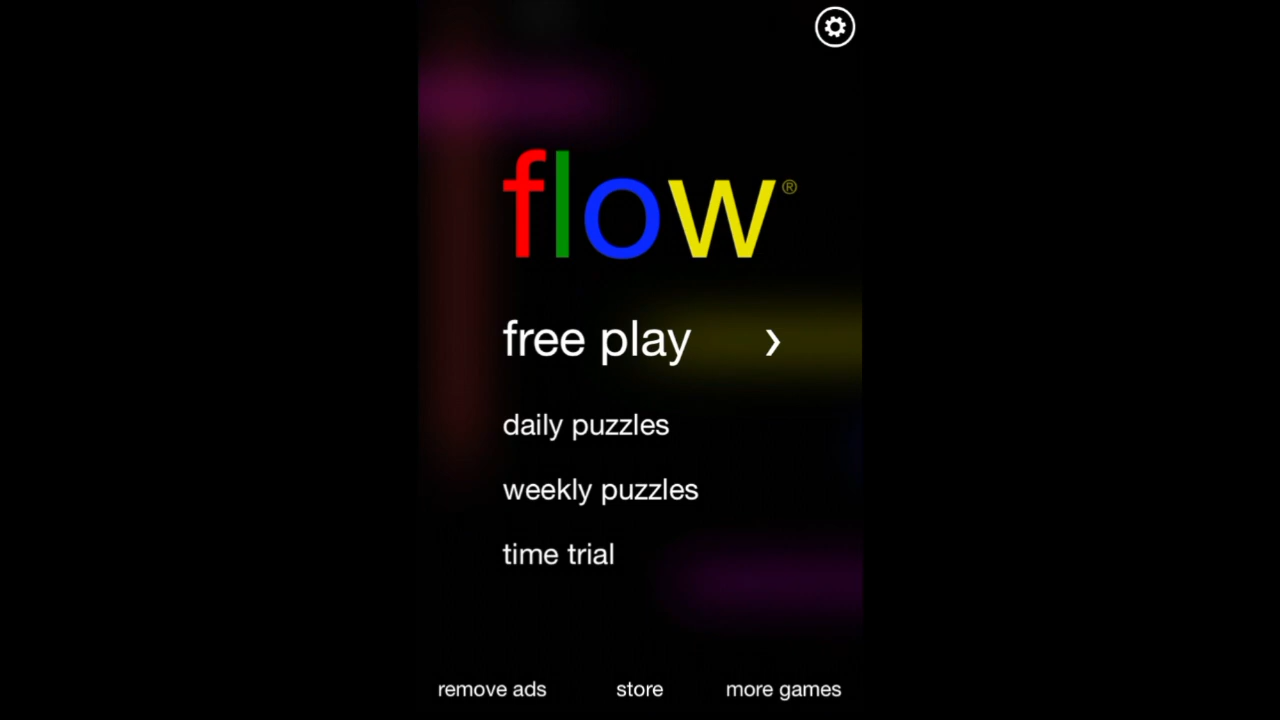 flow®
free play
daily puzzles
weekly puzzles
time trial
remove ads store more games